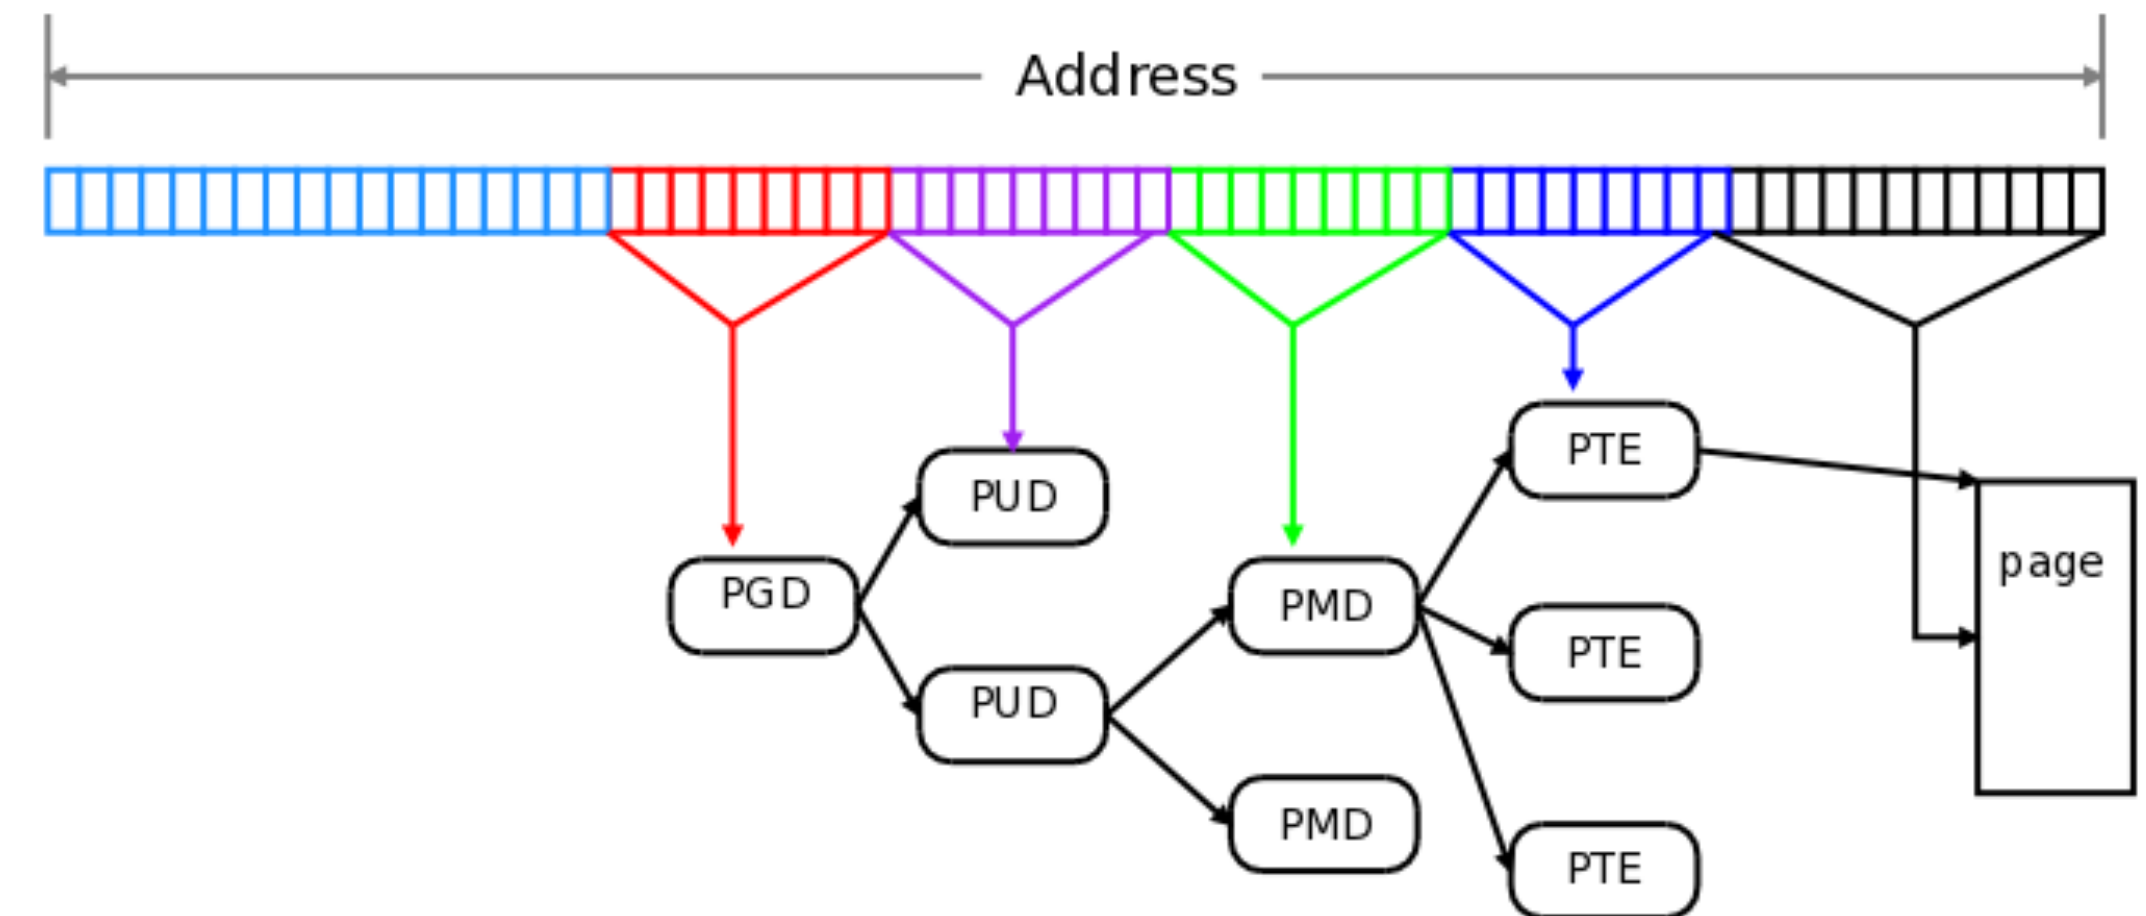 Address
PTE
PUD
page
PGD
PMD
PTE
PUD
PMD
PTE